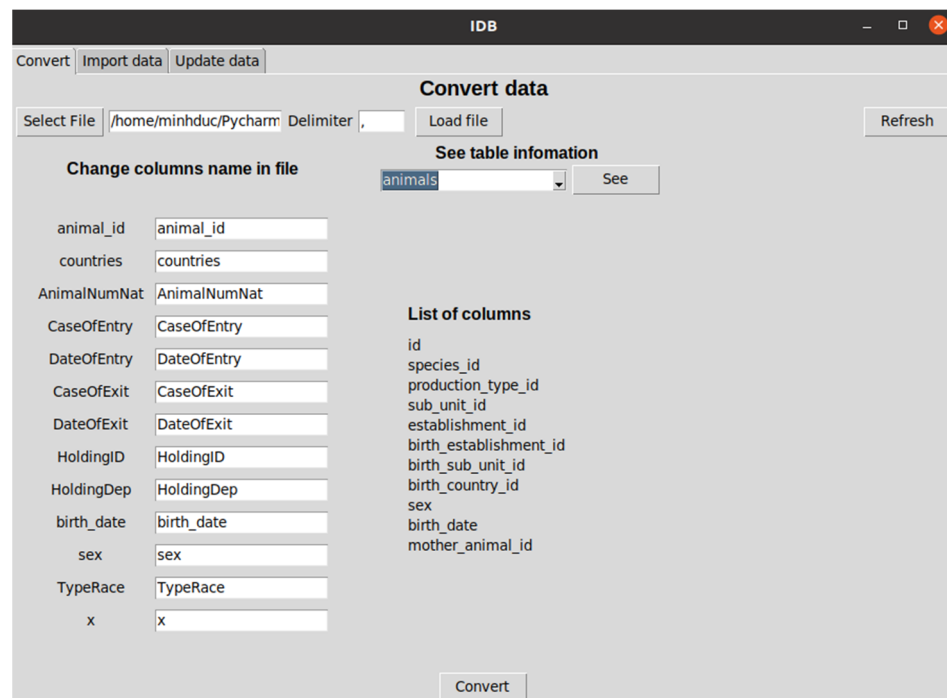 IDB
Convert Import data Update data
Convert data
Select File /home/minhduc/Pycharm Delimiter , Load file Refresh
Change columns name in file
See table infomation
animals See
animal_id animal_id
countries countries
AnimalNumNat AnimalNumNat
CaseOfEntry CaseOfEntry
DateOfEntry DateOfEntry
CaseOfExit CaseOfExit
DateOfExit DateOfExit
HoldingID HoldingID
HoldingDep HoldingDep
birth_date birth_date
sex sex
TypeRace TypeRace
x x
List of columns
id
species_id
production_type_id
sub_unit_id
establishment_id
birth_establishment_id
birth_sub_unit_id
birth_country_id
sex
birth_date
mother_animal_id
Convert